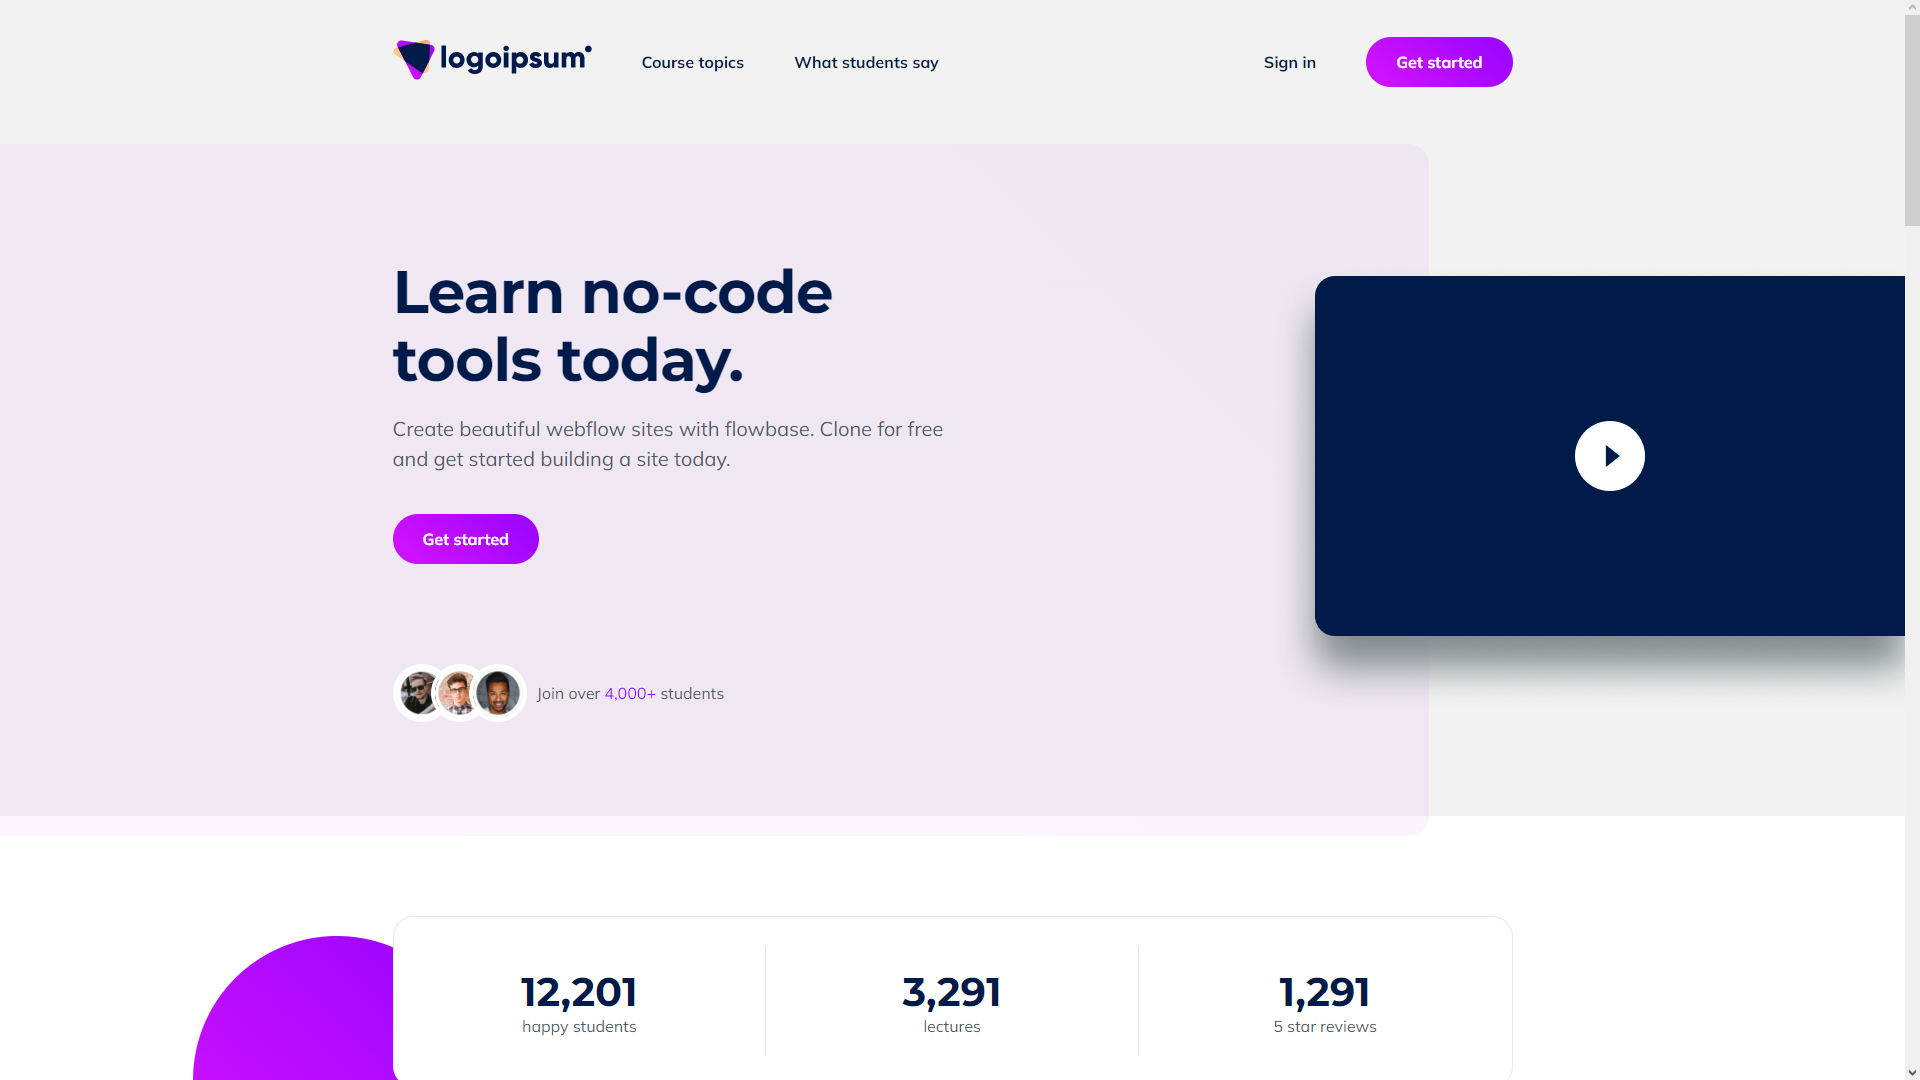 logoipsum
Course topics
What students say
Sign in
Get started
Learn no-code
tools today.
Create beautiful webflow sites with flowbase. Clone for free
and get started building a site today.
Get started
Join over 4,000+ students
12,201
happy students
3,291
lectures
1,291
5 star reviews